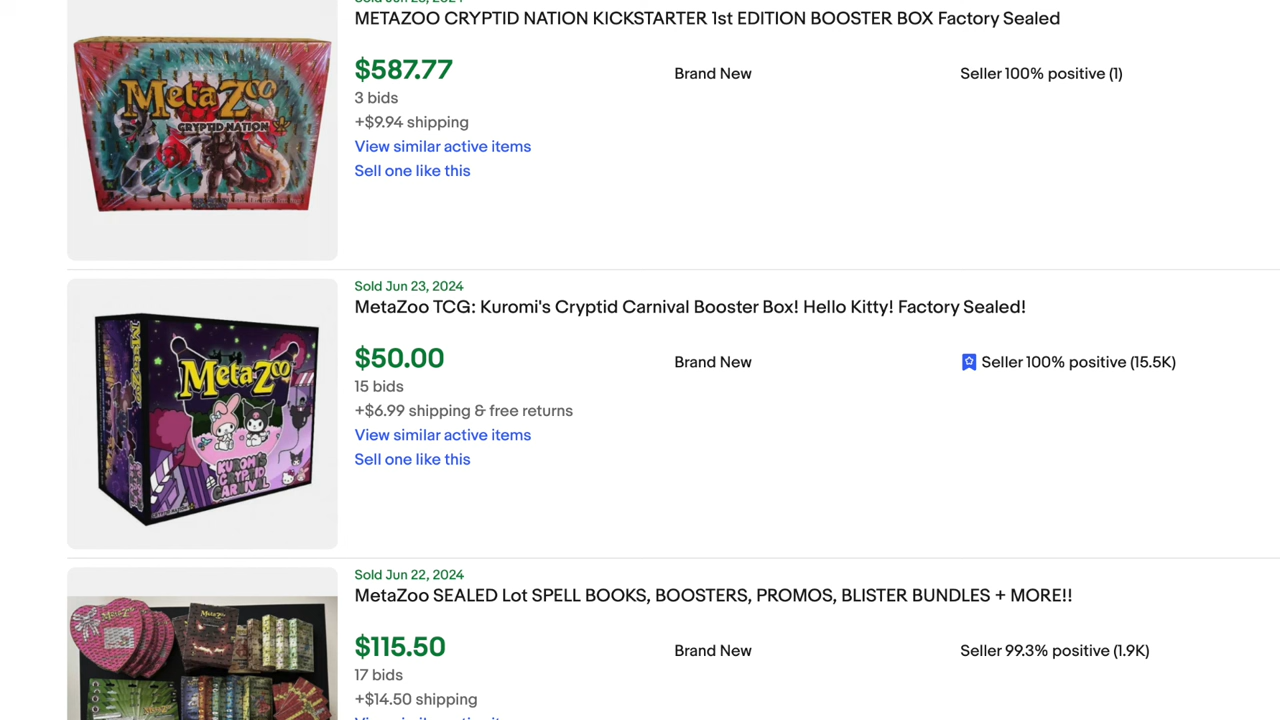 METAZOO CRYPTID NATION KICKSTARTER 1st EDITION BOOSTER BOX Factory Sealed
$587.77
Brand New
Seller 100% positive (1)
3 bids
+$9.94 shipping
View similar active items
Sell one like this
MetaZoo
CRYPTID NATION
Sold Jun 23, 2024
MetaZoo TCG: Kuromi's Cryptid Carnival Booster Box! Hello Kitty! Factory Sealed!
$50.00
Brand New
Seller 100% positive (15.5K)
15 bids
+$6.99 shipping & free returns
View similar active items
Sell one like this
MetaZoo
MetaZoo
KUROMI'S
CRYPTID
CARNIVAL
Sold Jun 22, 2024
MetaZoo SEALED Lot SPELL BOOKS, BOOSTERS, PROMOS, BLISTER BUNDLES + MORE!!
$115.50
Brand New
Seller 99.3% positive (1.9K)
17 bids
+$14.50 shipping
MetaZoo